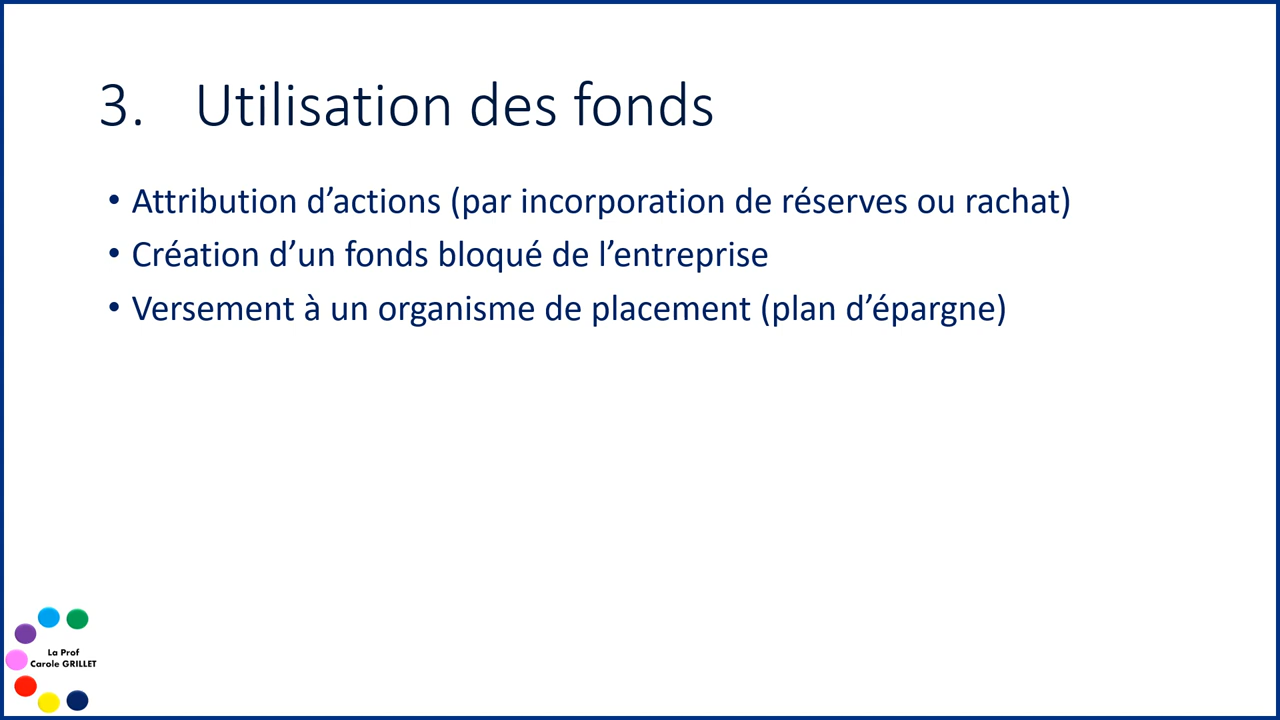 3. Utilisation des fonds
• Attribution d’actions (par incorporation de réserves ou rachat)
• Création d’un fonds bloqué de l’entreprise
• Versement à un organisme de placement (plan d’épargne)
La Prof
Carole GRILLET